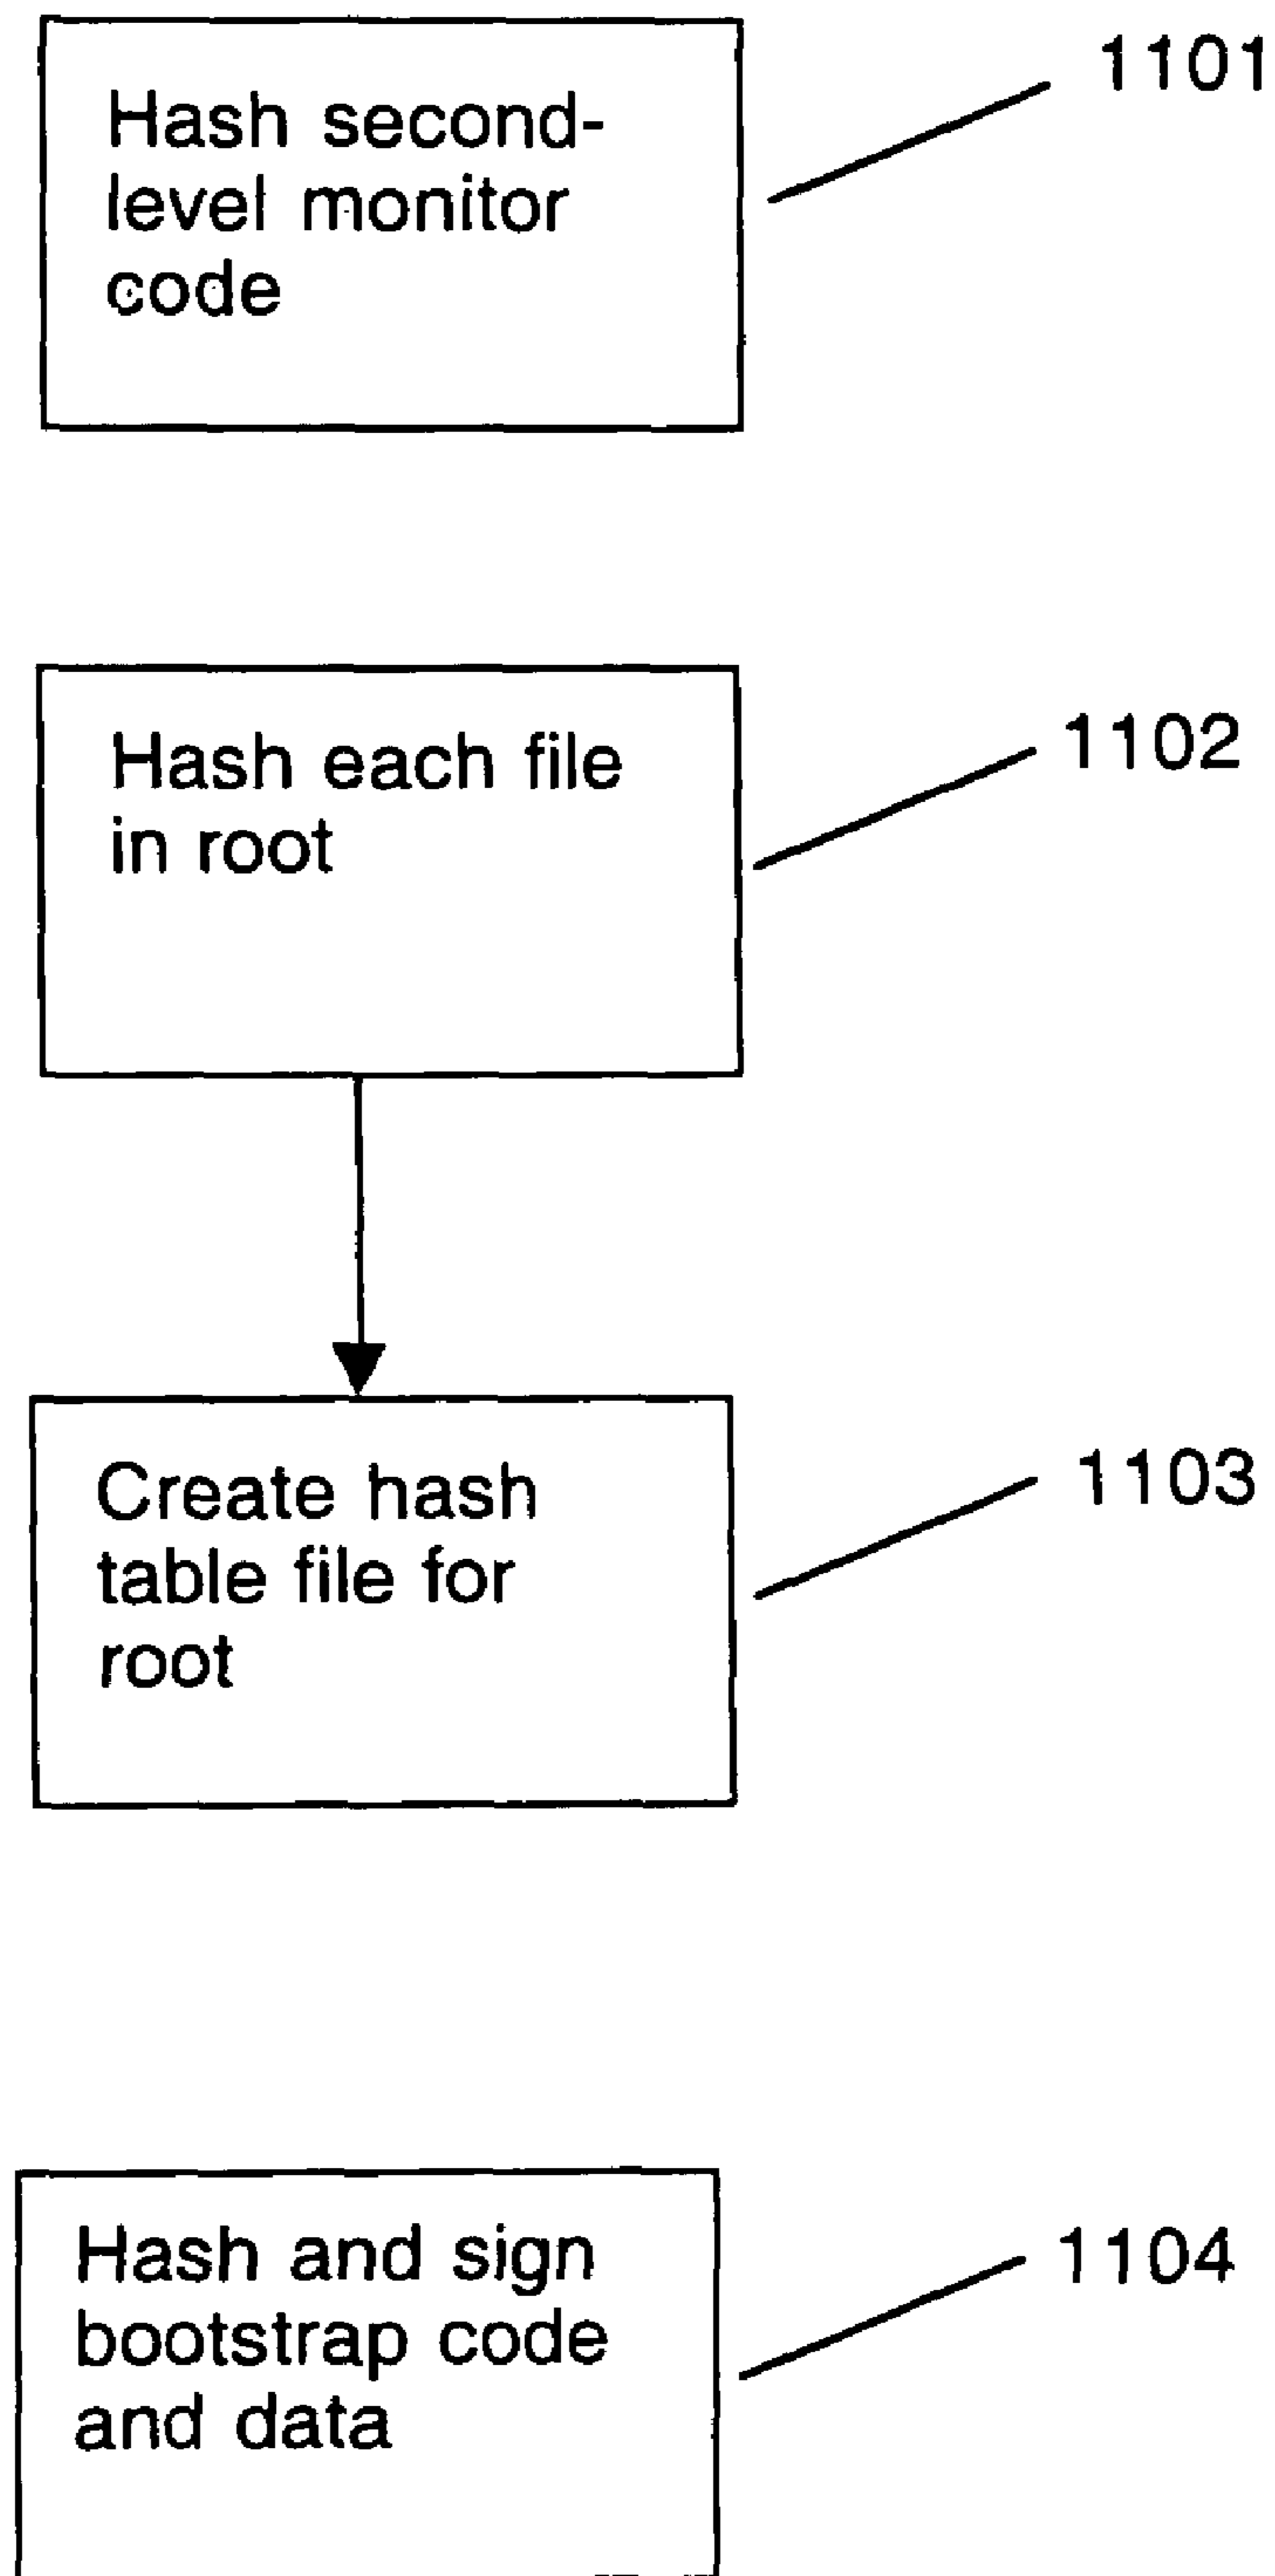 Hash second-
level monitor
code
1101
Hash each file
in root
1102
Create hash
table file for
root
1103
Hash and sign
bootstrap code
and data
1104